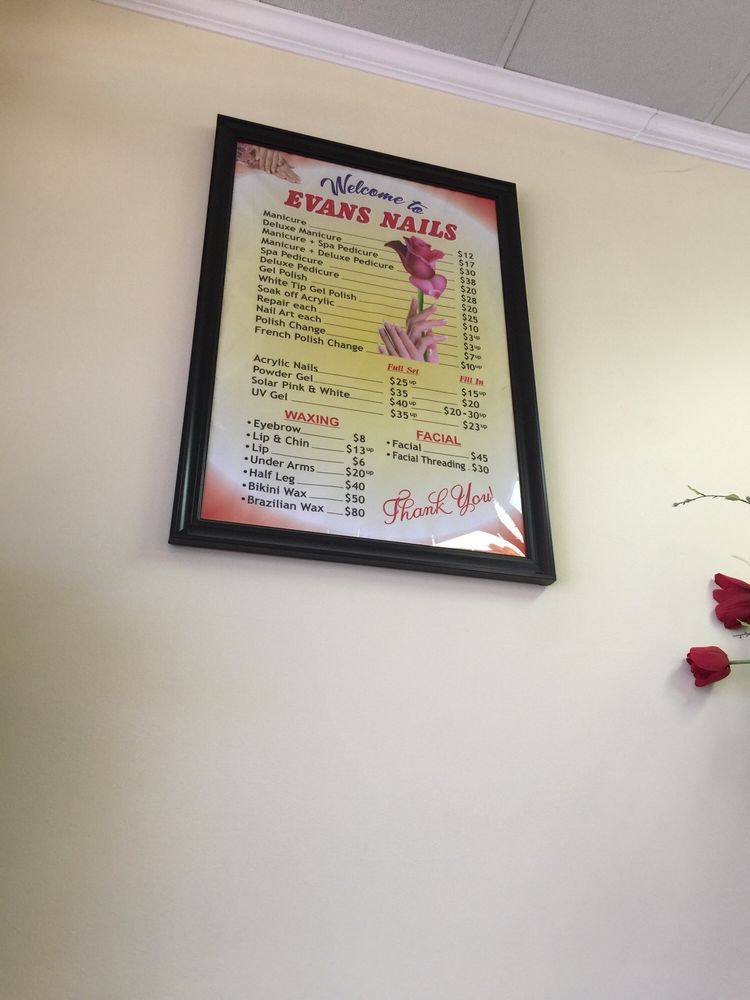 Welcome to
EVANS NAILS
Manicure $12
Deluxe Manicure $17
Manicure + Spa Pedicure $30
Manicure + Deluxe Pedicure $38
Spa Pedicure $20
Deluxe Pedicure $28
Gel Polish $20
White Tip Gel Polish $25
Soak off Acrylic $10
Repair each $3up
Nail Art each $3up
Polish Change $7up
French Polish Change $10up
Full Set Fill In
Acrylic Nails $25up $15up
Powder Gel $35 $20
Solar Pink & White $40up $20-30up
UV Gel $35up $23up
WAXING
• Eyebrow $8
• Lip & Chin $13up
• Lip $6
• Under Arms $20up
• Half Leg $40
• Bikini Wax $50
• Brazilian Wax $80
FACIAL
• Facial $45
• Facial Threading $30
Thank You!